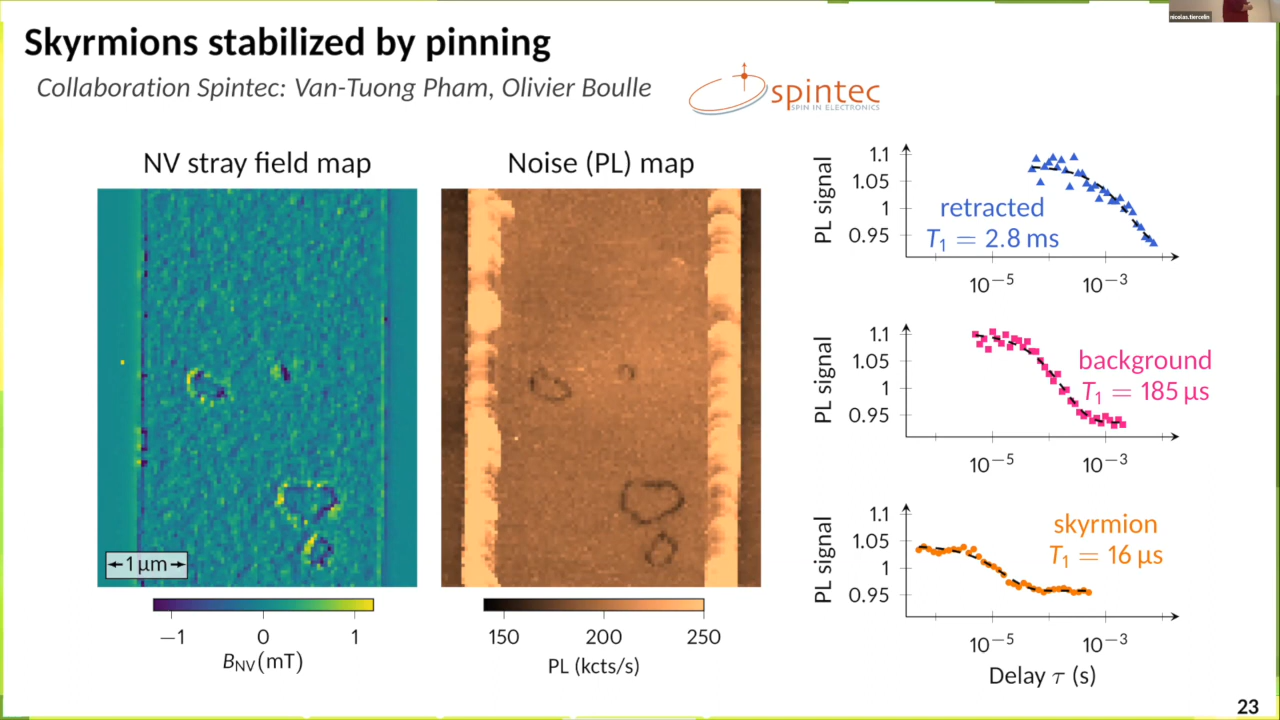 nicolas.tiercelin
Skyrmions stabilized by pinning
Collaboration Spintec: Van-Tuong Pham, Olivier Boulle
spintec
SPIN IN ELECTRONICS
NV stray field map
1 µm
−1 0 1
B_NV (mT)
Noise (PL) map
150 200 250
PL (kcts/s)
PL signal
1.1
1.05
1
0.95
retracted
T₁ = 2.8 ms
10⁻⁵ 10⁻³
PL signal
1.1
1.05
1
0.95
background
T₁ = 185 µs
10⁻⁵ 10⁻³
PL signal
1.1
1.05
1
0.95
skyrmion
T₁ = 16 µs
10⁻⁵ 10⁻³
Delay τ (s)
23